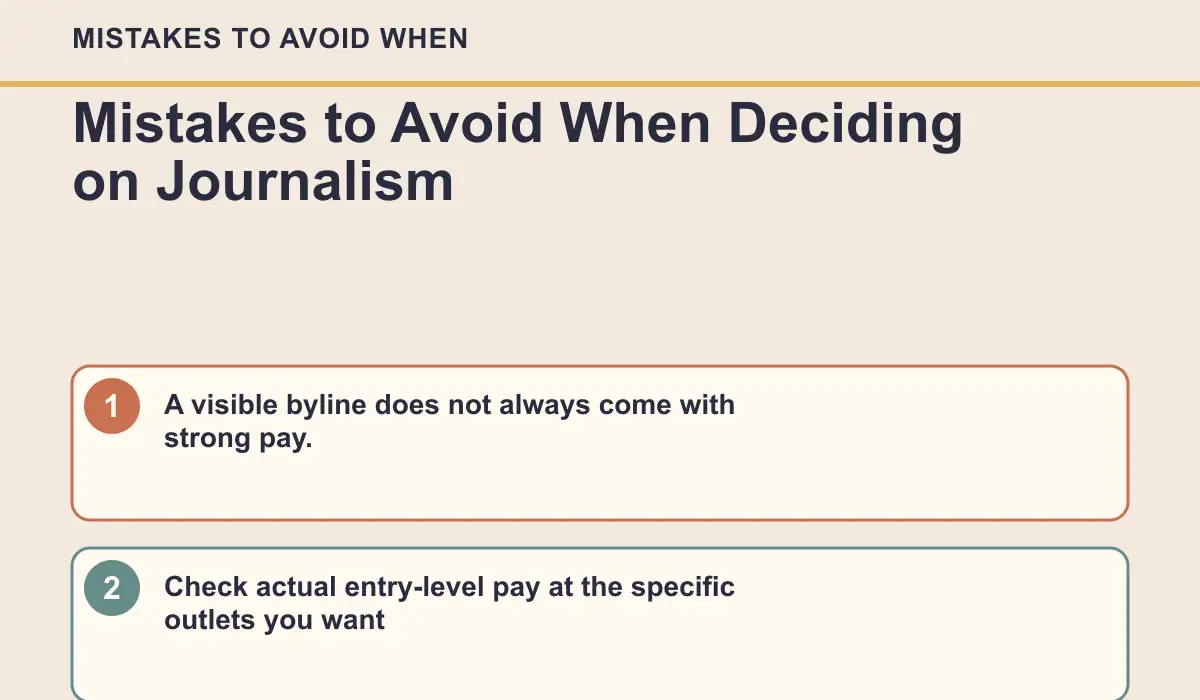 MISTAKES TO AVOID WHEN
Mistakes to Avoid When Deciding
on Journalism
1
A visible byline does not always come with
strong pay.
2
Check actual entry-level pay at the specific
outlets you want